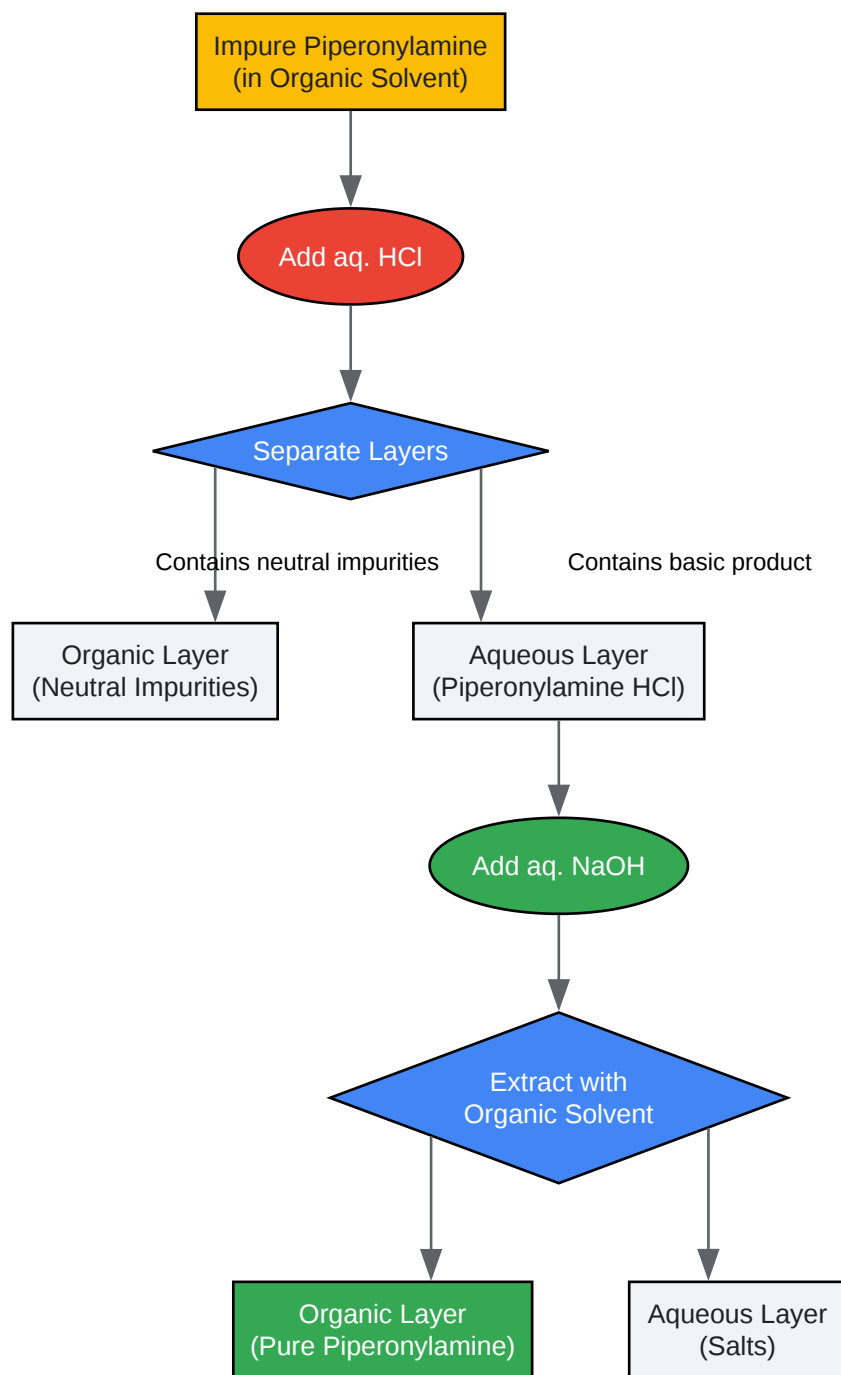 Impure Piperonylamine
(in Organic Solvent)
Add aq. HCl
Separate Layers
Contains neutral impurities
Contains basic product
Organic Layer
(Neutral Impurities)
Aqueous Layer
(Piperonylamine HCl)
Add aq. NaOH
Extract with
Organic Solvent
Organic Layer
(Pure Piperonylamine)
Aqueous Layer
(Salts)